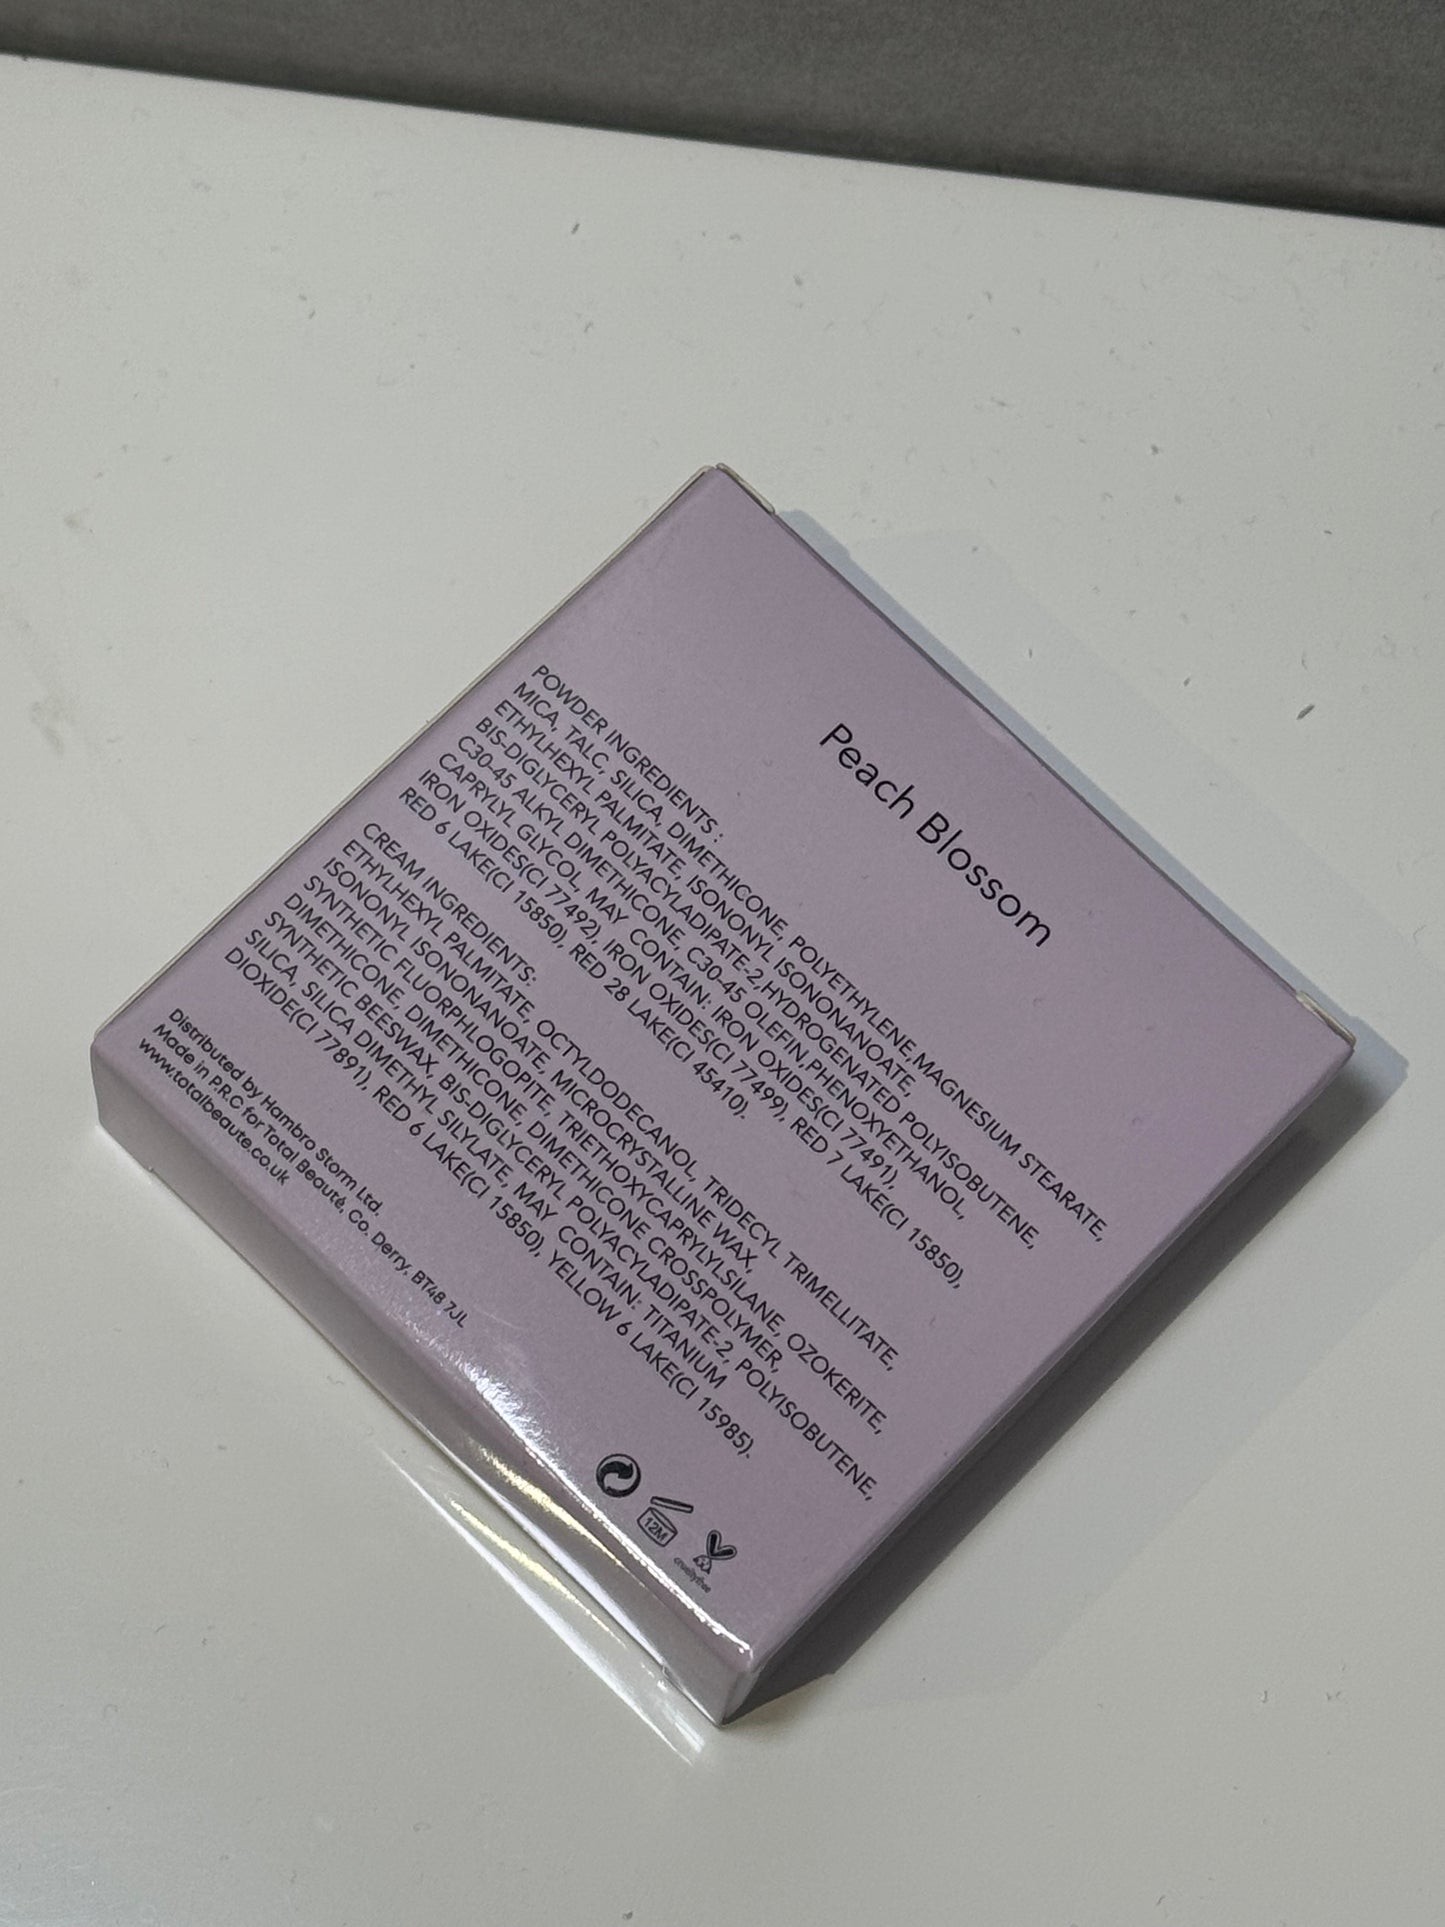 Peach Blossom
POWDER INGREDIENTS :
MICA, TALC, SILICA, DIMETHICONE, POLYETHYLENE,MAGNESIUM STEARATE,
ETHYLHEXYL PALMITATE, ISONONYL ISONONANOATE,
BIS-DIGLYCERYL POLYACYLADIPATE-2,HYDROGENATED POLYISOBUTENE,
C30-45 ALKYL DIMETHICONE, C30-45 OLEFIN,PHENOXYETHANOL,
CAPRYLYL GLYCOL, MAY CONTAIN: IRON OXIDES(CI 77491),
IRON OXIDES(CI 77492), IRON OXIDES(CI 77499), RED 7 LAKE(CI 15850),
RED 6 LAKE(CI 15850), RED 28 LAKE(CI 45410).
CREAM INGREDIENTS:
ETHYLHEXYL PALMITATE, OCTYLDODECANOL, TRIDECYL TRIMELLITATE,
ISONONYL ISONONANOATE, MICROCRYSTALLINE WAX,
SYNTHETIC FLUORPHLOGOPITE, TRIETHOXYCAPRYLYLSILANE, OZOKERITE,
DIMETHICONE, DIMETHICONE, DIMETHICONE CROSSPOLYMER,
SYNTHETIC BEESWAX, BIS-DIGLYCERYL POLYACYLADIPATE-2, POLYISOBUTENE,
SILICA, SILICA DIMETHYL SILYLATE, MAY CONTAIN: TITANIUM
DIOXIDE(CI 77891), RED 6 LAKE(CI 15850), YELLOW 6 LAKE(CI 15985).
Distributed by Hambro Storm Ltd.
Made in P.R.C for Total Beauté, Co. Derry, BT48 7JL
www.totalbeaute.co.uk
12M
crueltyfree